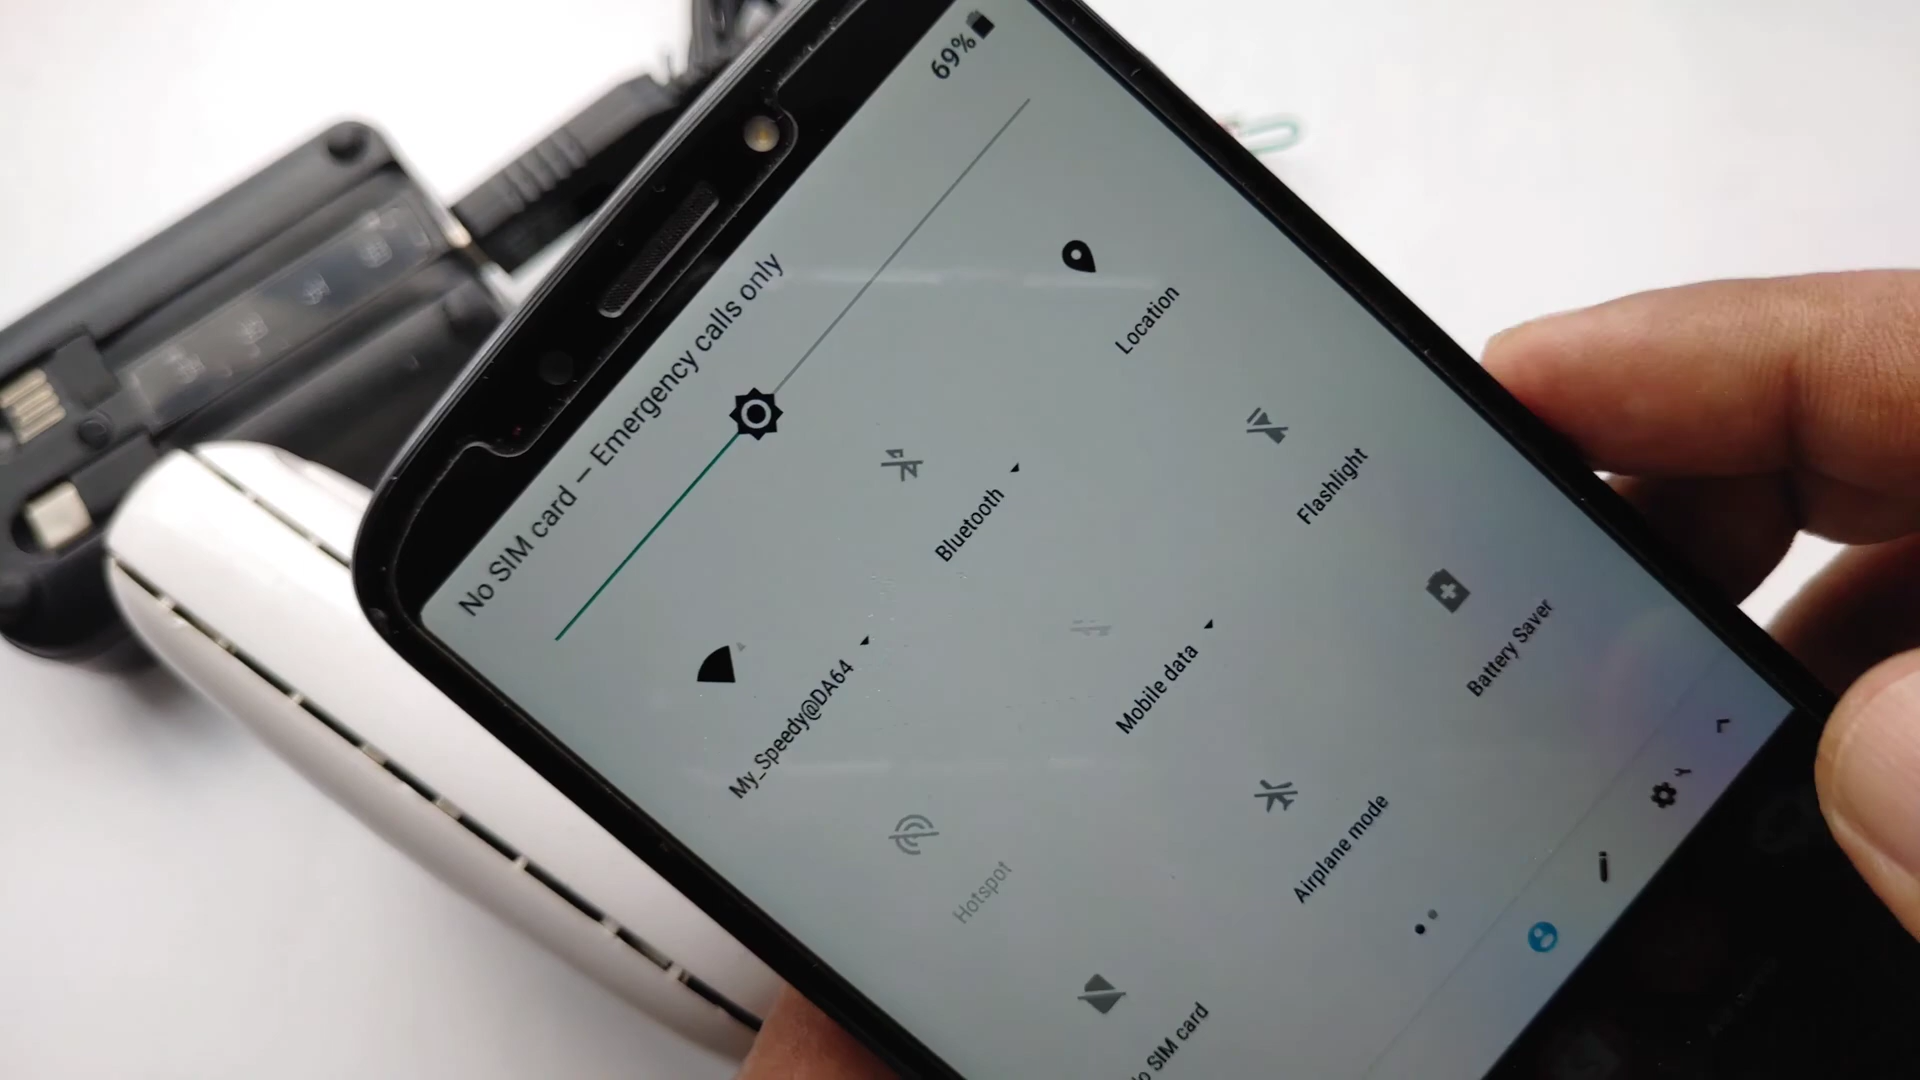 69%
No SIM card — Emergency calls only
My_Speedy@DA64
Bluetooth
Location
Hotspot
Mobile data
Flashlight
No SIM card
Airplane mode
Battery Saver